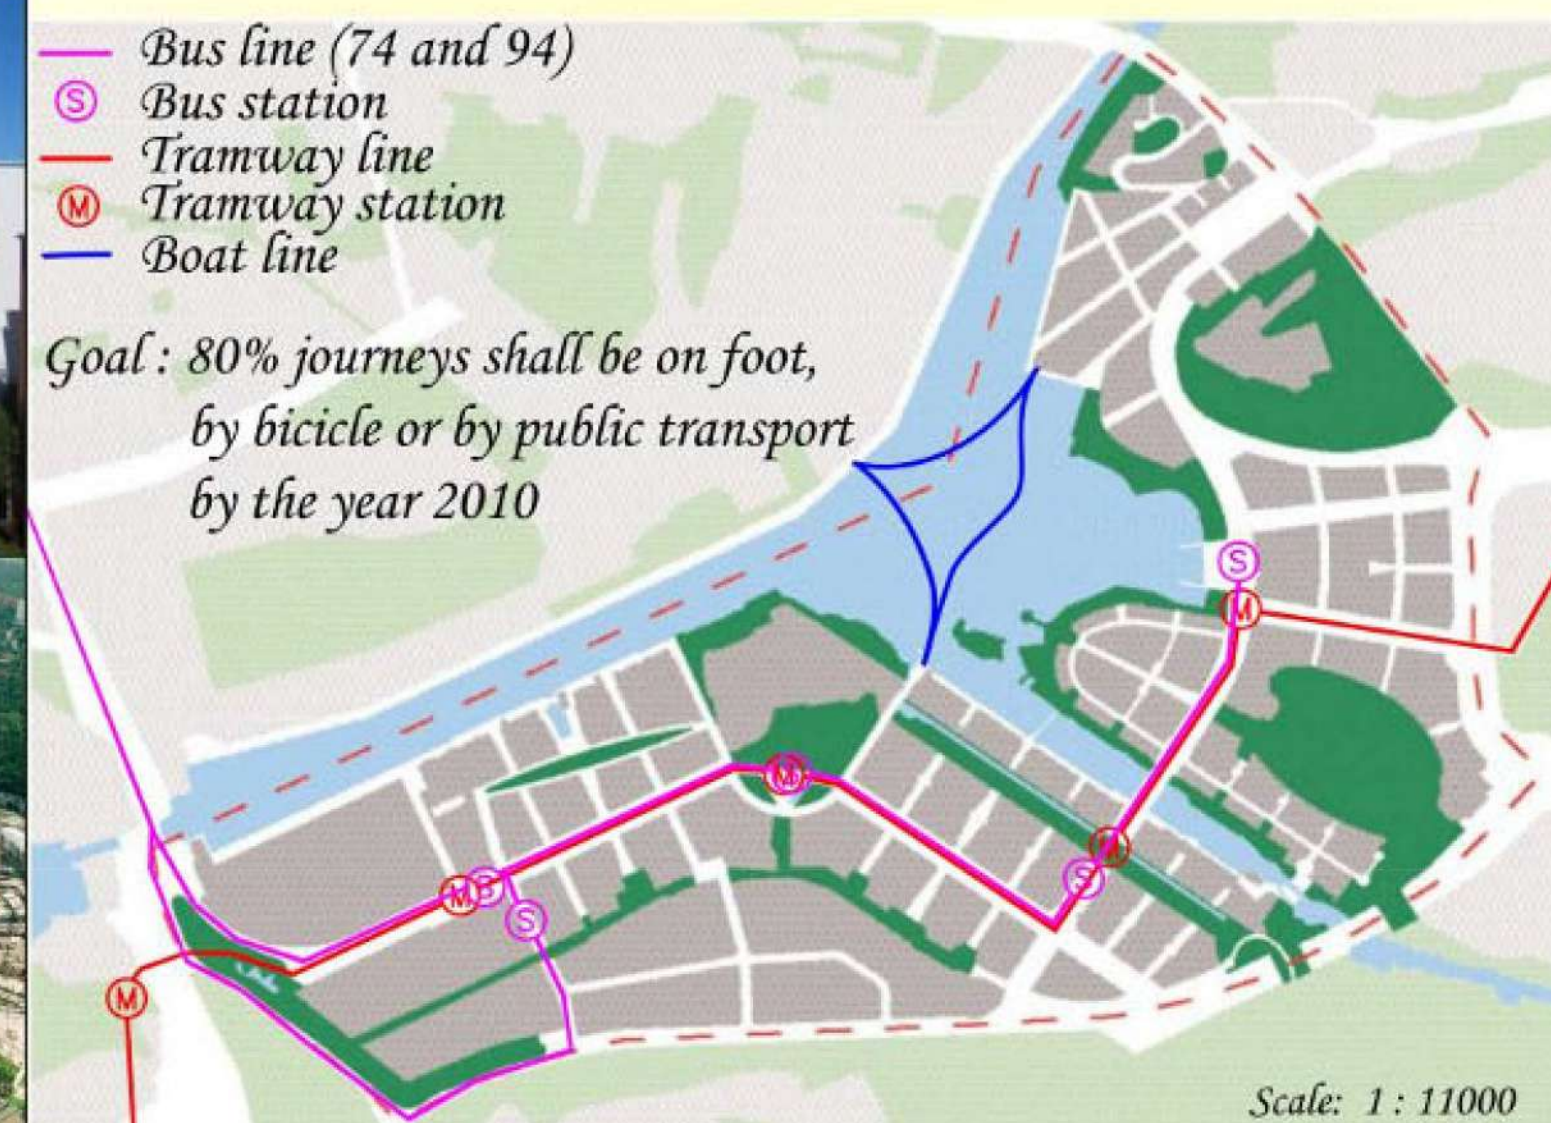 Bus line (74 and 94)
S Bus station
Tramway line
M Tramway station
Boat line
Goal : 80% journeys shall be on foot,
by bicicle or by public transport
by the year 2010
S
M
M
M
S
M
S
S
M
Scale: 1 : 11000